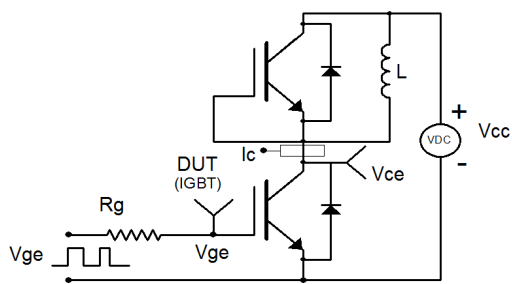 L
+
VDC
Vcc
-
Ic
DUT
(IGBT)
Vce
Rg
Vge
Vge